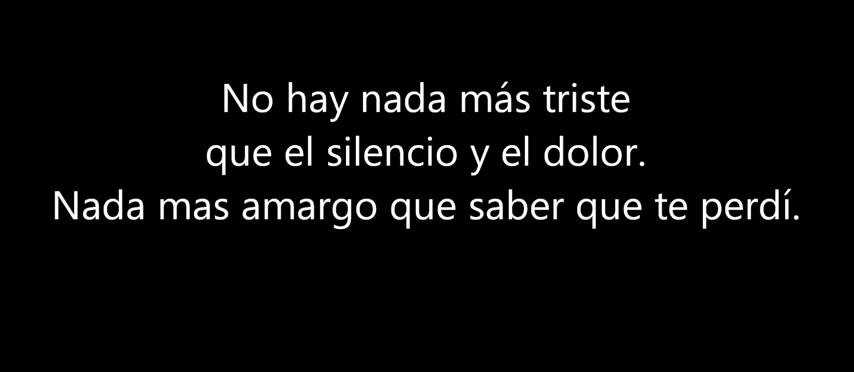 No hay nada más triste
que el silencio y el dolor.
Nada mas amargo que saber que te perdí.